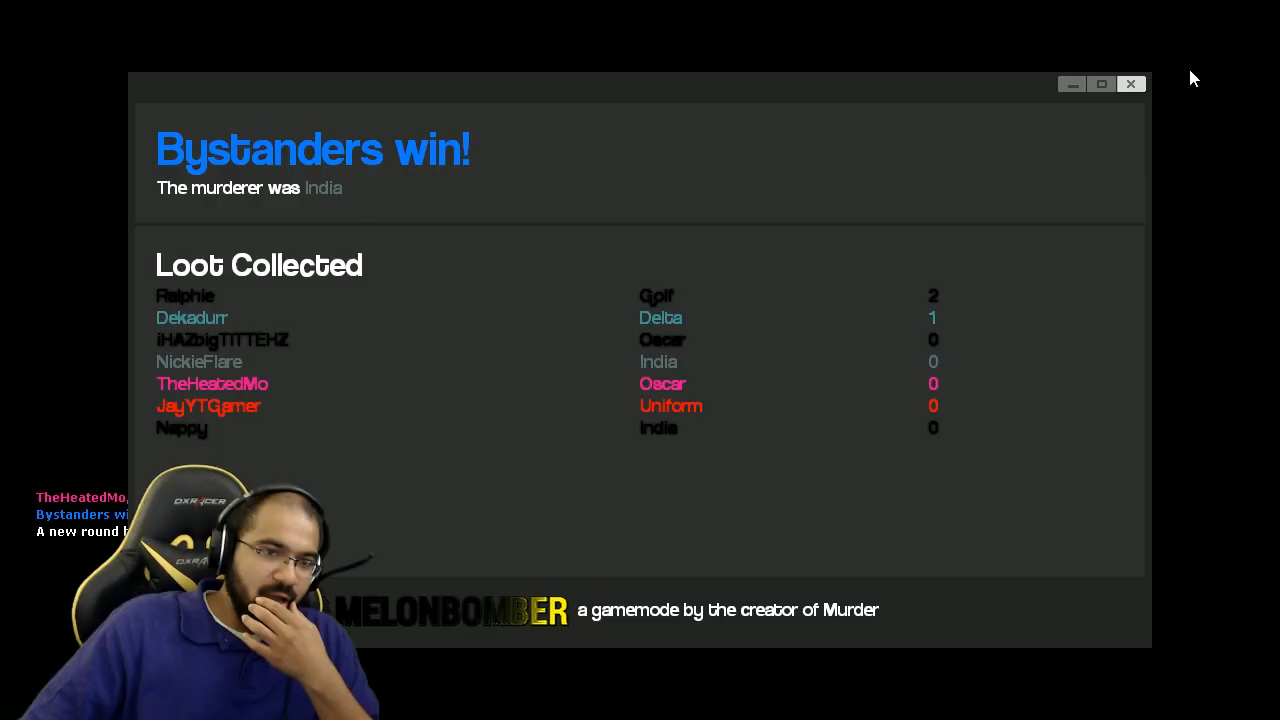 Bystanders win!
The murderer was India
Loot Collected
Ralphie Golf 2
Dekadurr Delta 1
iHAZbigTITTEHZ Oscar 0
NickieFlare India 0
TheHeatedMo Oscar 0
JayYTGamer Uniform 0
Nappy India 0
TheHeatedMo,
Bystanders wi
A new round b
DXRACER
MELONBOMBER a gamemode by the creator of Murder